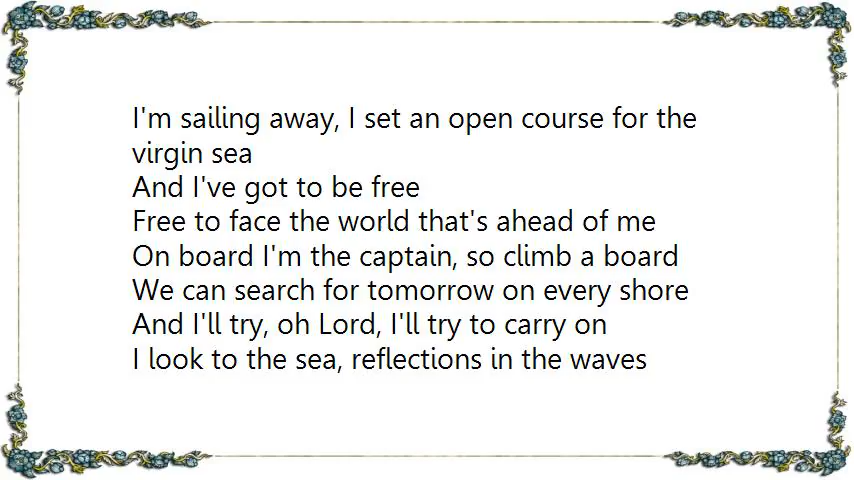 I'm sailing away, I set an open course for the
virgin sea
And I've got to be free
Free to face the world that's ahead of me
On board I'm the captain, so climb a board
We can search for tomorrow on every shore
And I'll try, oh Lord, I'll try to carry on
I look to the sea, reflections in the waves